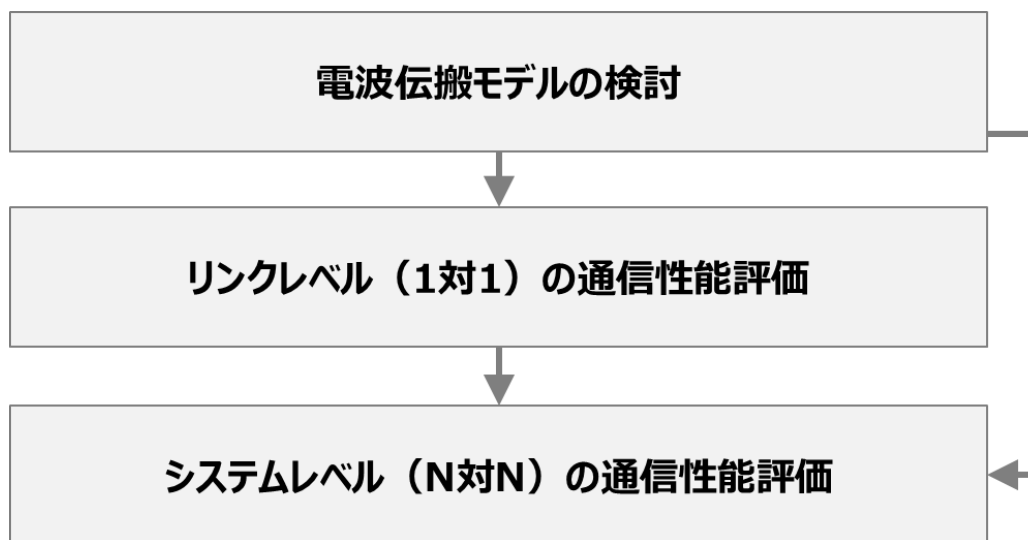 電波伝搬モデルの検討
リンクレベル（1対1）の通信性能評価
システムレベル（N対N）の通信性能評価